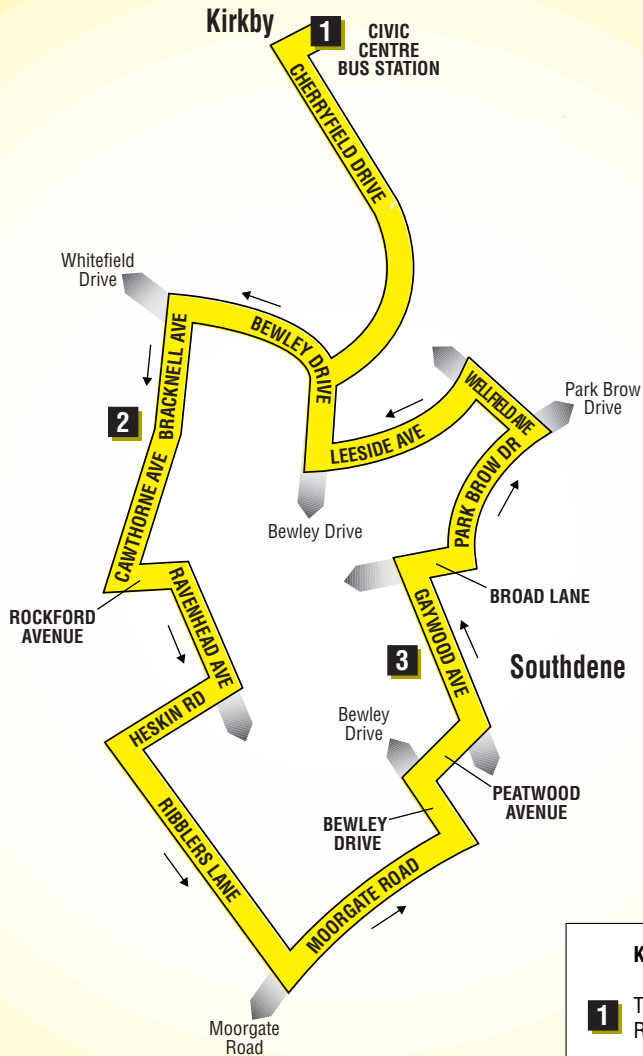 Kirkby
1
CIVIC
CENTRE
BUS STATION
CHERRYFIELD DRIVE
Whitefield
Drive
BEWLEY DRIVE
BRACKNELL AVE
2
WELLFIELD AVE
Park Brow
Drive
LEESIDE AVE
PARK BROW DR
Bewley Drive
CAWTHORNE AVE
ROCKFORD
AVENUE
RAVENHEAD AVE
BROAD LANE
GAYWOOD AVE
3
Southdene
HESKIN RD
Bewley
Drive
PEATWOOD
AVENUE
BEWLEY
DRIVE
RIBBLERS LANE
MOORGATE ROAD
Moorgate
Road
K
1
T
R